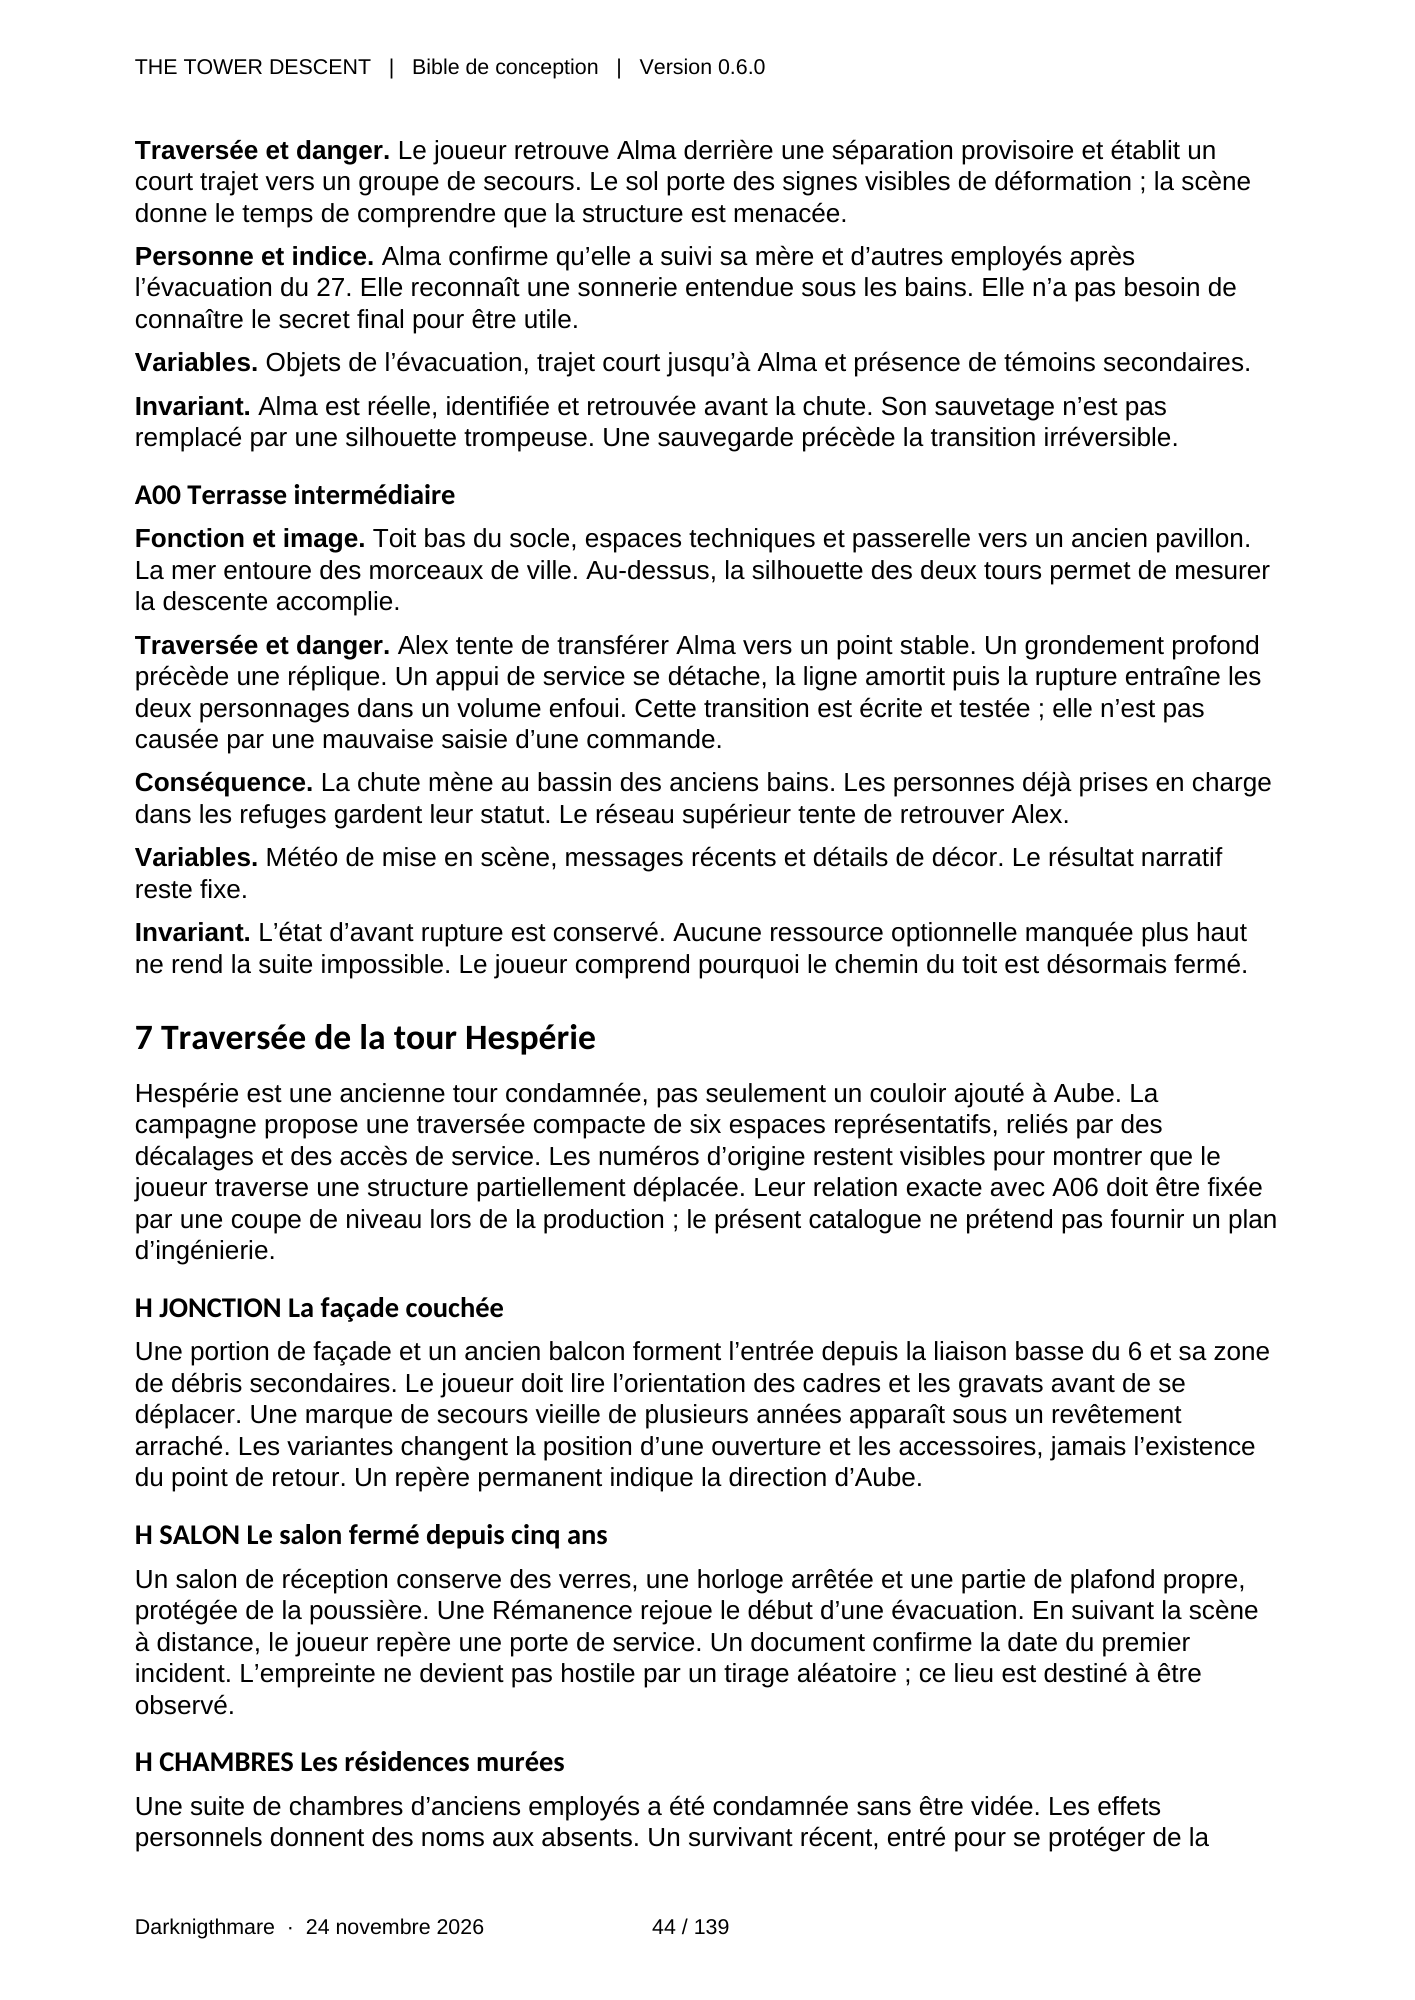 THE TOWER DESCENT | Bible de conception | Version 0.6.0
Traversée et danger. Le joueur retrouve Alma derrière une séparation provisoire et établit un
court trajet vers un groupe de secours. Le sol porte des signes visibles de déformation ; la scène
donne le temps de comprendre que la structure est menacée.
Personne et indice. Alma confirme qu’elle a suivi sa mère et d’autres employés après
l’évacuation du 27. Elle reconnaît une sonnerie entendue sous les bains. Elle n’a pas besoin de
connaître le secret final pour être utile.
Variables. Objets de l’évacuation, trajet court jusqu’à Alma et présence de témoins secondaires.
Invariant. Alma est réelle, identifiée et retrouvée avant la chute. Son sauvetage n’est pas
remplacé par une silhouette trompeuse. Une sauvegarde précède la transition irréversible.
A00 Terrasse intermédiaire
Fonction et image. Toit bas du socle, espaces techniques et passerelle vers un ancien pavillon.
La mer entoure des morceaux de ville. Au-dessus, la silhouette des deux tours permet de mesurer
la descente accomplie.
Traversée et danger. Alex tente de transférer Alma vers un point stable. Un grondement profond
précède une réplique. Un appui de service se détache, la ligne amortit puis la rupture entraîne les
deux personnages dans un volume enfoui. Cette transition est écrite et testée ; elle n’est pas
causée par une mauvaise saisie d’une commande.
Conséquence. La chute mène au bassin des anciens bains. Les personnes déjà prises en charge
dans les refuges gardent leur statut. Le réseau supérieur tente de retrouver Alex.
Variables. Météo de mise en scène, messages récents et détails de décor. Le résultat narratif
reste fixe.
Invariant. L’état d’avant rupture est conservé. Aucune ressource optionnelle manquée plus haut
ne rend la suite impossible. Le joueur comprend pourquoi le chemin du toit est désormais fermé.
7 Traversée de la tour Hespérie
Hespérie est une ancienne tour condamnée, pas seulement un couloir ajouté à Aube. La
campagne propose une traversée compacte de six espaces représentatifs, reliés par des
décalages et des accès de service. Les numéros d’origine restent visibles pour montrer que le
joueur traverse une structure partiellement déplacée. Leur relation exacte avec A06 doit être fixée
par une coupe de niveau lors de la production ; le présent catalogue ne prétend pas fournir un plan
d’ingénierie.
H JONCTION La façade couchée
Une portion de façade et un ancien balcon forment l’entrée depuis la liaison basse du 6 et sa zone
de débris secondaires. Le joueur doit lire l’orientation des cadres et les gravats avant de se
déplacer. Une marque de secours vieille de plusieurs années apparaît sous un revêtement
arraché. Les variantes changent la position d’une ouverture et les accessoires, jamais l’existence
du point de retour. Un repère permanent indique la direction d’Aube.
H SALON Le salon fermé depuis cinq ans
Un salon de réception conserve des verres, une horloge arrêtée et une partie de plafond propre,
protégée de la poussière. Une Rémanence rejoue le début d’une évacuation. En suivant la scène
à distance, le joueur repère une porte de service. Un document confirme la date du premier
incident. L’empreinte ne devient pas hostile par un tirage aléatoire ; ce lieu est destiné à être
observé.
H CHAMBRES Les résidences murées
Une suite de chambres d’anciens employés a été condamnée sans être vidée. Les effets
personnels donnent des noms aux absents. Un survivant récent, entré pour se protéger de la
Darknigthmare · 24 novembre 2026 44 / 139